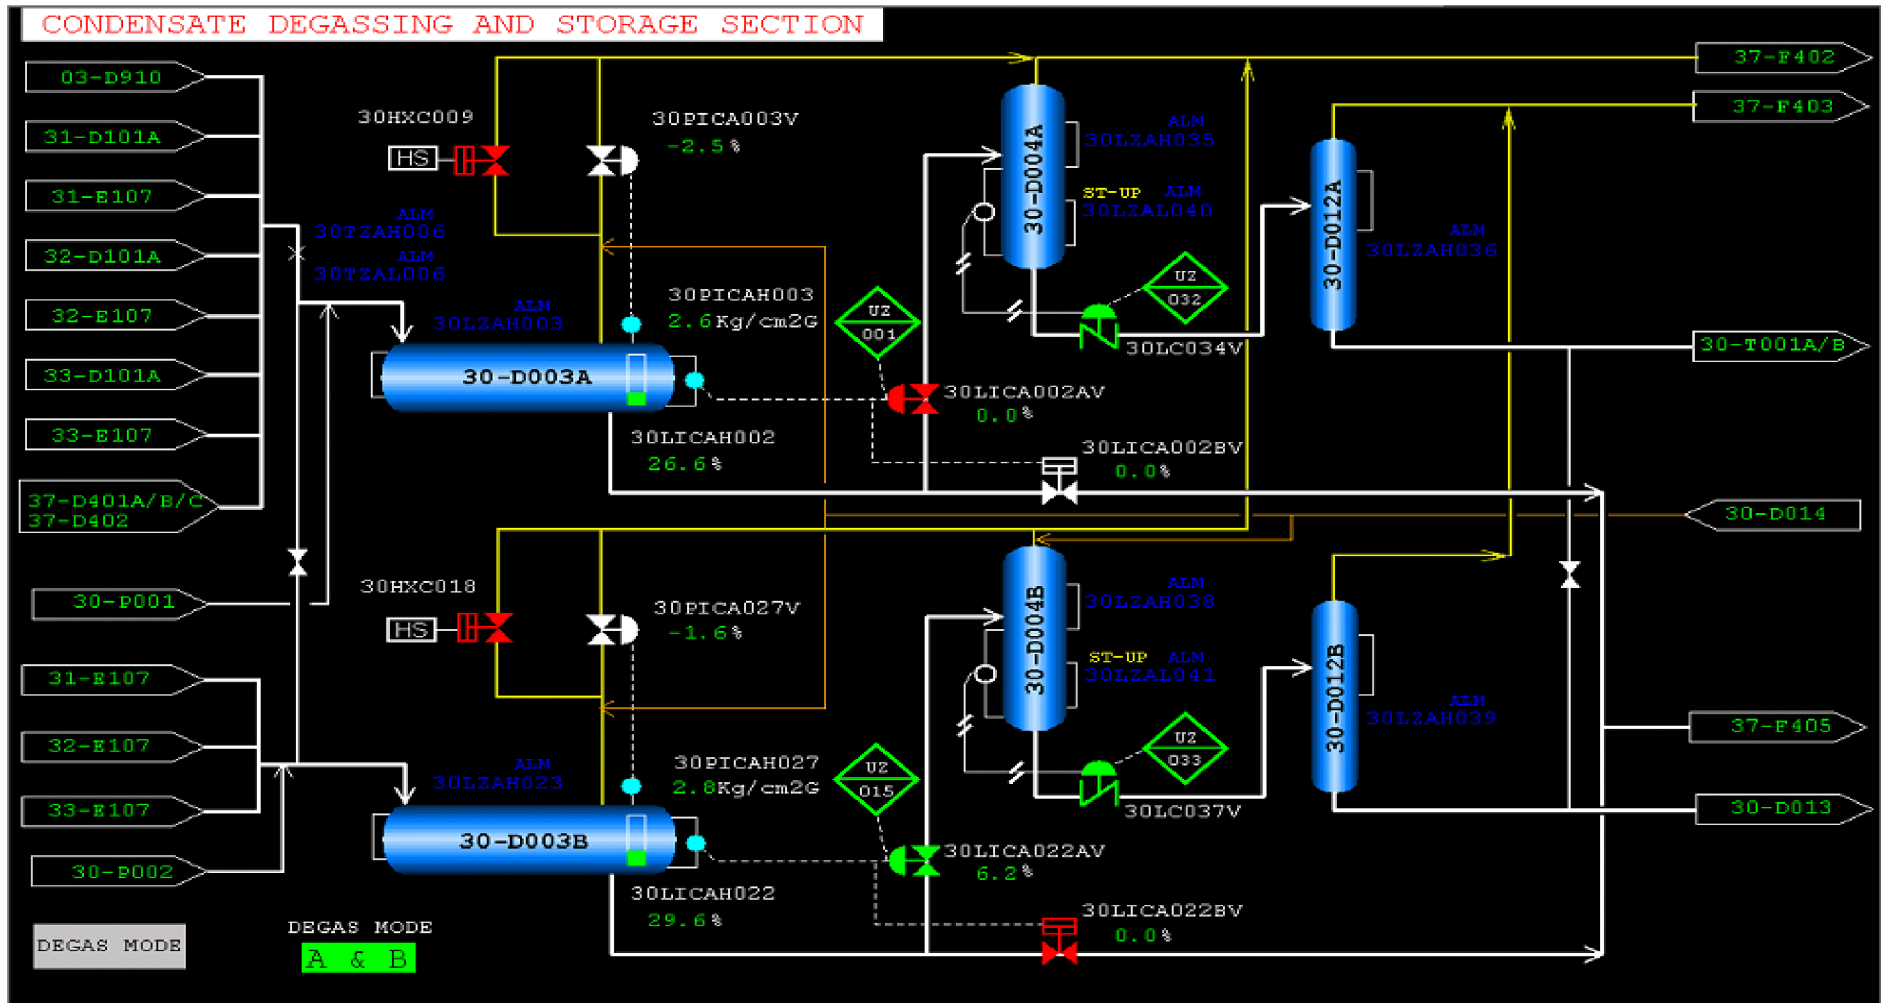 CONDENSATE DEGASSING AND STORAGE SECTION
03-D910
31-D101A
31-E107
32-D101A
32-E107
33-D101A
33-E107
37-D401A/B/C
37-D402
30-P001
31-E107
32-E107
33-E107
30-P002
DEGAS MODE
DEGAS MODE
A & B
30HXC009
HS
30PICA003V
-2.5%
ALM
30TZAH006
ALM
30TZAL006
ALM
30LZAH003
30PICAH003
2.6Kg/cm2G
30-D003A
30LICAH002
26.6%
UZ
001
30LICA002AV
0.0%
30LICA002BV
0.0%
30-D004A
ALM
30LZAH035
ST-UP ALM
30LZAL040
UZ
032
30LC034V
30-D012A
ALM
30LZAH036
37-F402
37-F403
30-T001A/B
30-D014
30HXC018
HS
30PICA027V
-1.6%
ALM
30LZAH023
30PICAH027
2.8Kg/cm2G
30-D003B
30LICAH022
29.6%
UZ
015
30LICA022AV
6.2%
30LICA022BV
0.0%
30-D004B
ALM
30LZAH038
ST-UP ALM
30LZAL041
UZ
033
30LC037V
30-D012B
ALM
30LZAH039
37-F405
30-D013